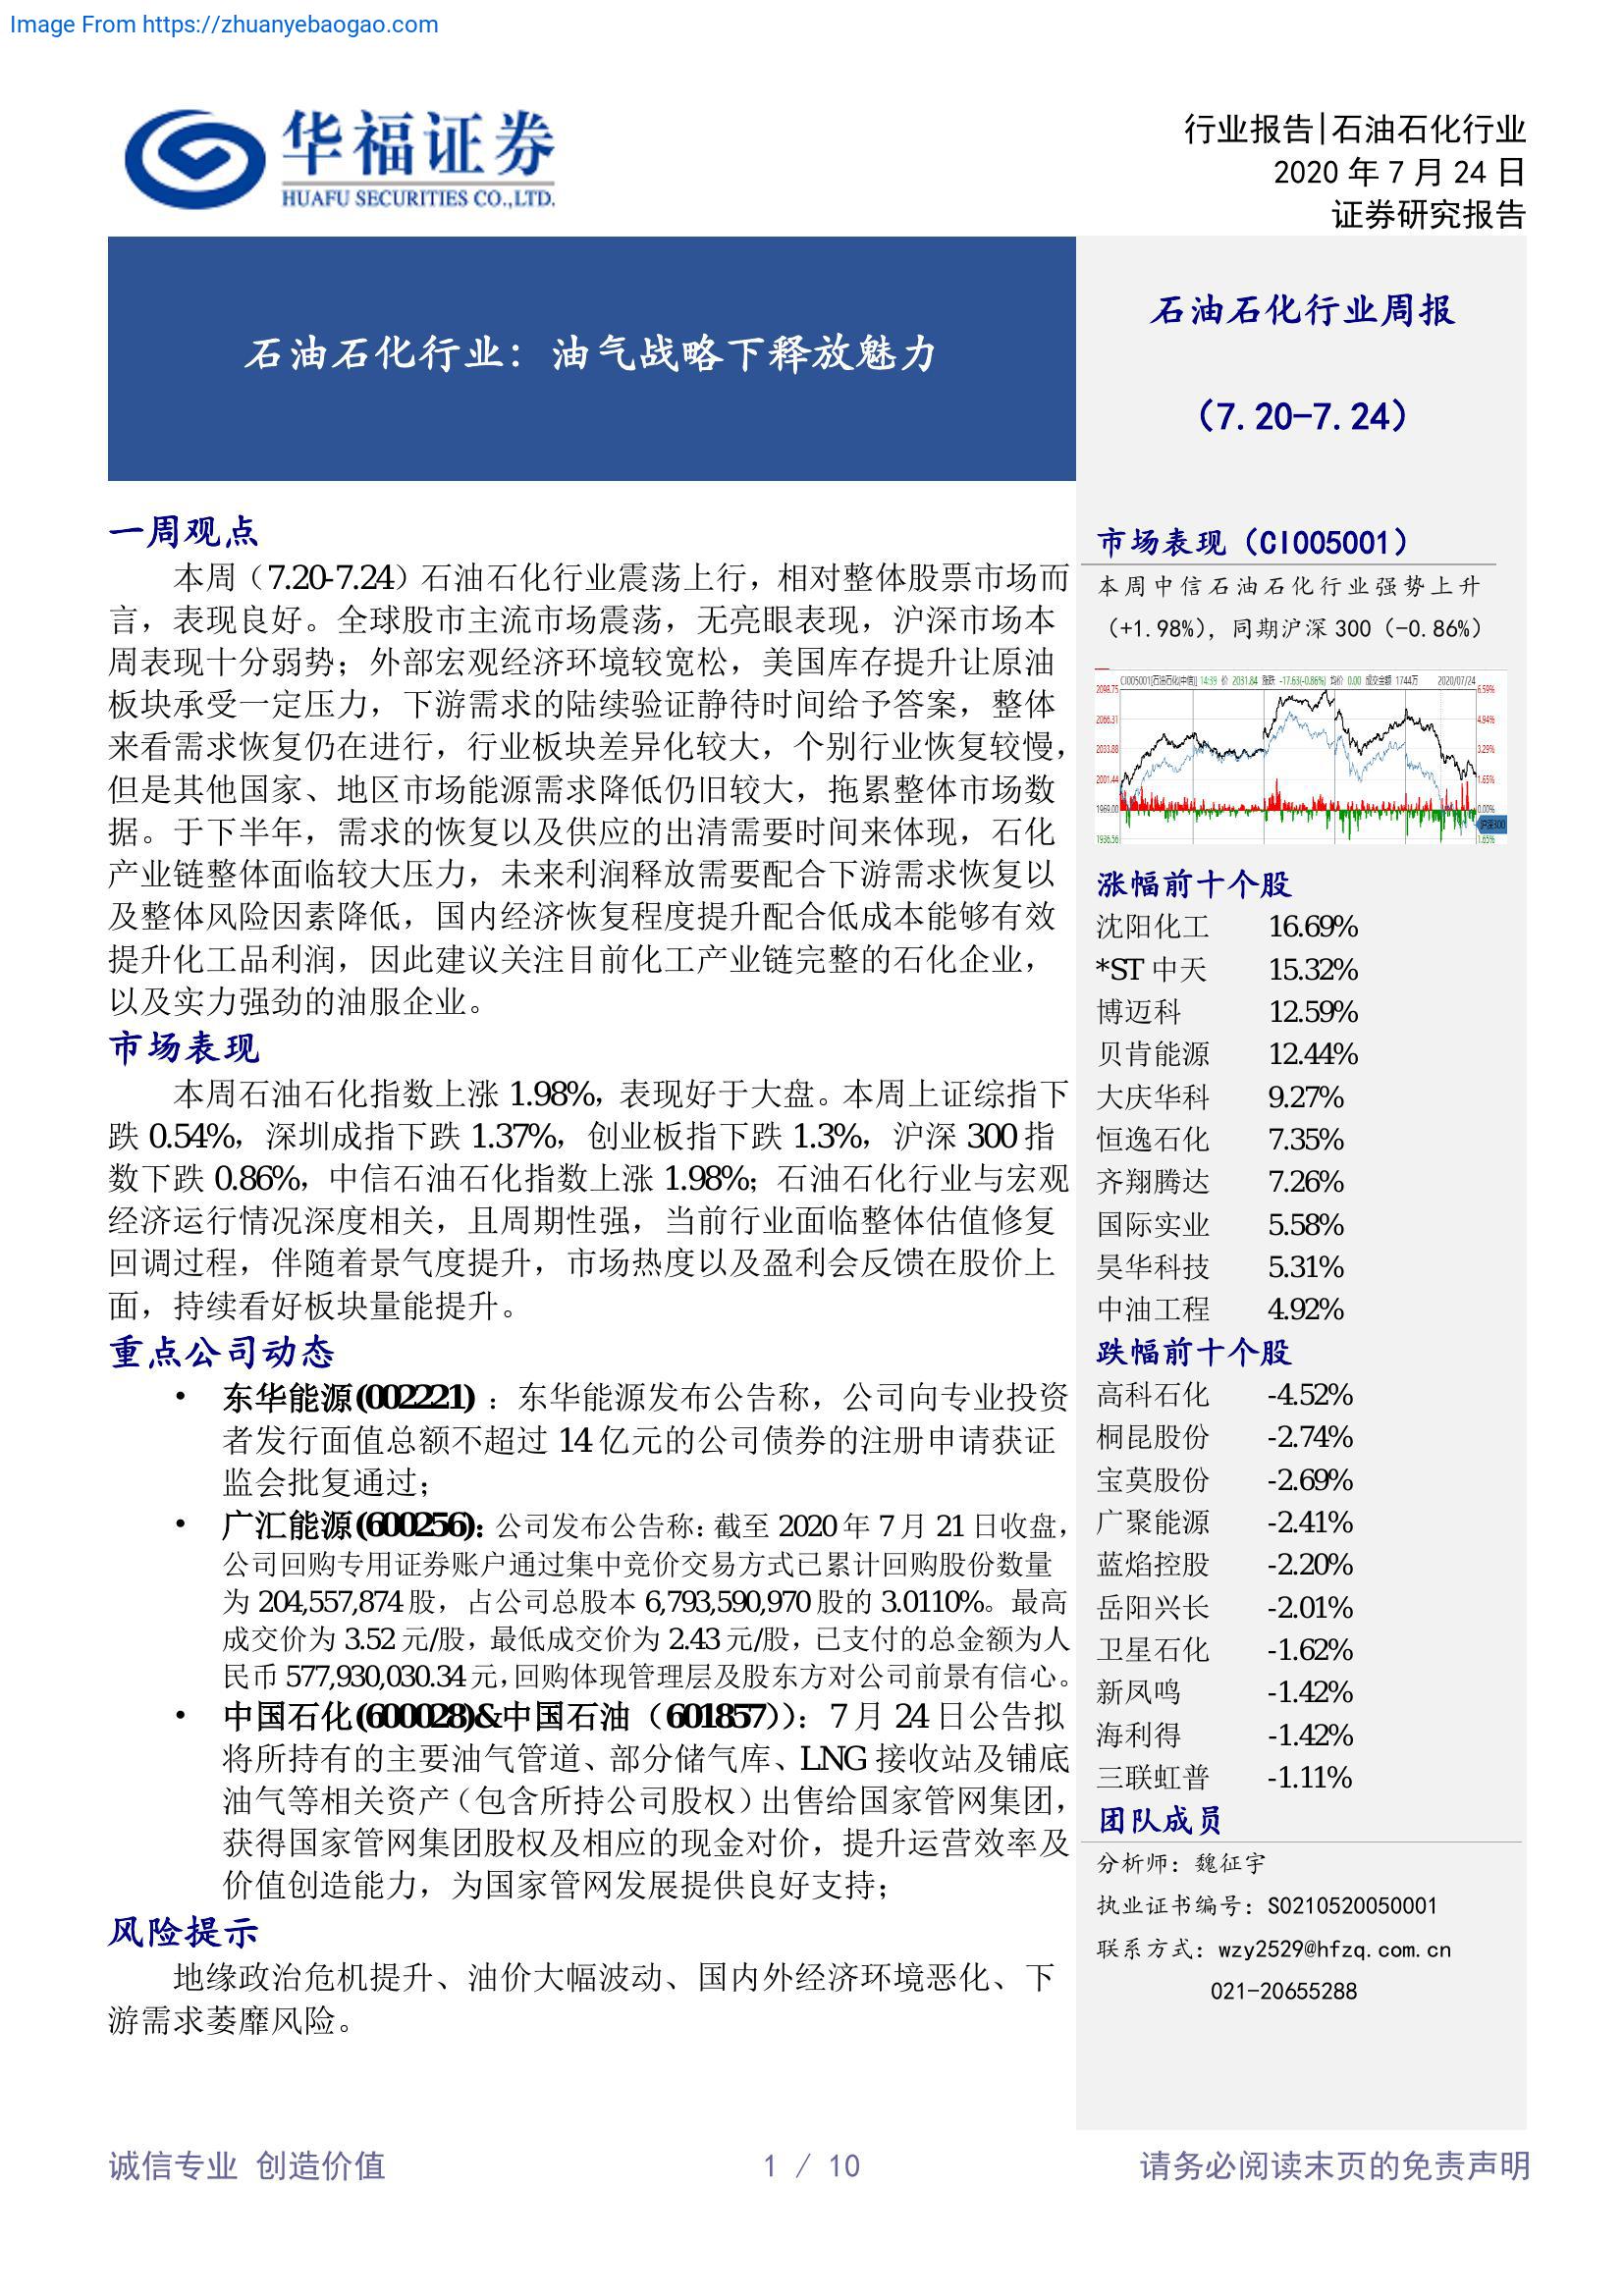 Image From https://zhuanyebaogao.com
华福证券
HUAFU SECURITIES CO.,LTD.
行业报告|石油石化行业
2020 年 7 月 24 日
证券研究报告
石油石化行业：油气战略下释放魅力
石油石化行业周报
（7.20-7.24）
一周观点
本周（7.20-7.24）石油石化行业震荡上行，相对整体股票市场而
言，表现良好。全球股市主流市场震荡，无亮眼表现，沪深市场本
周表现十分弱势；外部宏观经济环境较宽松，美国库存提升让原油
板块承受一定压力，下游需求的陆续验证静待时间给予答案，整体
来看需求恢复仍在进行，行业板块差异化较大，个别行业恢复较慢，
但是其他国家、地区市场能源需求降低仍旧较大，拖累整体市场数
据。于下半年，需求的恢复以及供应的出清需要时间来体现，石化
产业链整体面临较大压力，未来利润释放需要配合下游需求恢复以
及整体风险因素降低，国内经济恢复程度提升配合低成本能够有效
提升化工品利润，因此建议关注目前化工产业链完整的石化企业，
以及实力强劲的油服企业。
市场表现
本周石油石化指数上涨 1.98%，表现好于大盘。本周上证综指下
跌 0.54%，深圳成指下跌 1.37%，创业板指下跌 1.3%，沪深 300 指
数下跌 0.86%，中信石油石化指数上涨 1.98%；石油石化行业与宏观
经济运行情况深度相关，且周期性强，当前行业面临整体估值修复
回调过程，伴随着景气度提升，市场热度以及盈利会反馈在股价上
面，持续看好板块量能提升。
重点公司动态
• 东华能源(002221) ：东华能源发布公告称，公司向专业投资
者发行面值总额不超过 14 亿元的公司债券的注册申请获证
监会批复通过；
• 广汇能源(600256)：公司发布公告称：截至 2020 年 7 月 21 日收盘，
公司回购专用证券账户通过集中竞价交易方式已累计回购股份数量
为 204,557,874 股，占公司总股本 6,793,590,970 股的 3.0110%。最高
成交价为 3.52 元/股，最低成交价为 2.43 元/股，已支付的总金额为人
民币 577,930,030.34 元，回购体现管理层及股东方对公司前景有信心。
• 中国石化(600028)&中国石油（601857））：7 月 24 日公告拟
将所持有的主要油气管道、部分储气库、LNG 接收站及铺底
油气等相关资产（包含所持公司股权）出售给国家管网集团，
获得国家管网集团股权及相应的现金对价，提升运营效率及
价值创造能力，为国家管网发展提供良好支持；
风险提示
地缘政治危机提升、油价大幅波动、国内外经济环境恶化、下
游需求萎靡风险。
市场表现（CI005001）
本周中信石油石化行业强势上升
（+1.98%），同期沪深 300（-0.86%）
CI005001[石油石化(中信)] 14:39 价 2031.84 涨跌 -17.63(-0.86%) 均价 0.00 成交金额 1744万 2020/07/24
2098.75 6.59%
2066.31 4.94%
2033.88 3.29%
2001.44 1.65%
1969.00 0.00%
沪深300
1936.56 1.65%
涨幅前十个股
沈阳化工 16.69%
*ST 中天 15.32%
博迈科 12.59%
贝肯能源 12.44%
大庆华科 9.27%
恒逸石化 7.35%
齐翔腾达 7.26%
国际实业 5.58%
昊华科技 5.31%
中油工程 4.92%
跌幅前十个股
高科石化 -4.52%
桐昆股份 -2.74%
宝莫股份 -2.69%
广聚能源 -2.41%
蓝焰控股 -2.20%
岳阳兴长 -2.01%
卫星石化 -1.62%
新凤鸣 -1.42%
海利得 -1.42%
三联虹普 -1.11%
团队成员
分析师：魏征宇
执业证书编号：S0210520050001
联系方式：wzy2529@hfzq.com.cn
021-20655288
诚信专业 创造价值
1 / 10
请务必阅读末页的免责声明